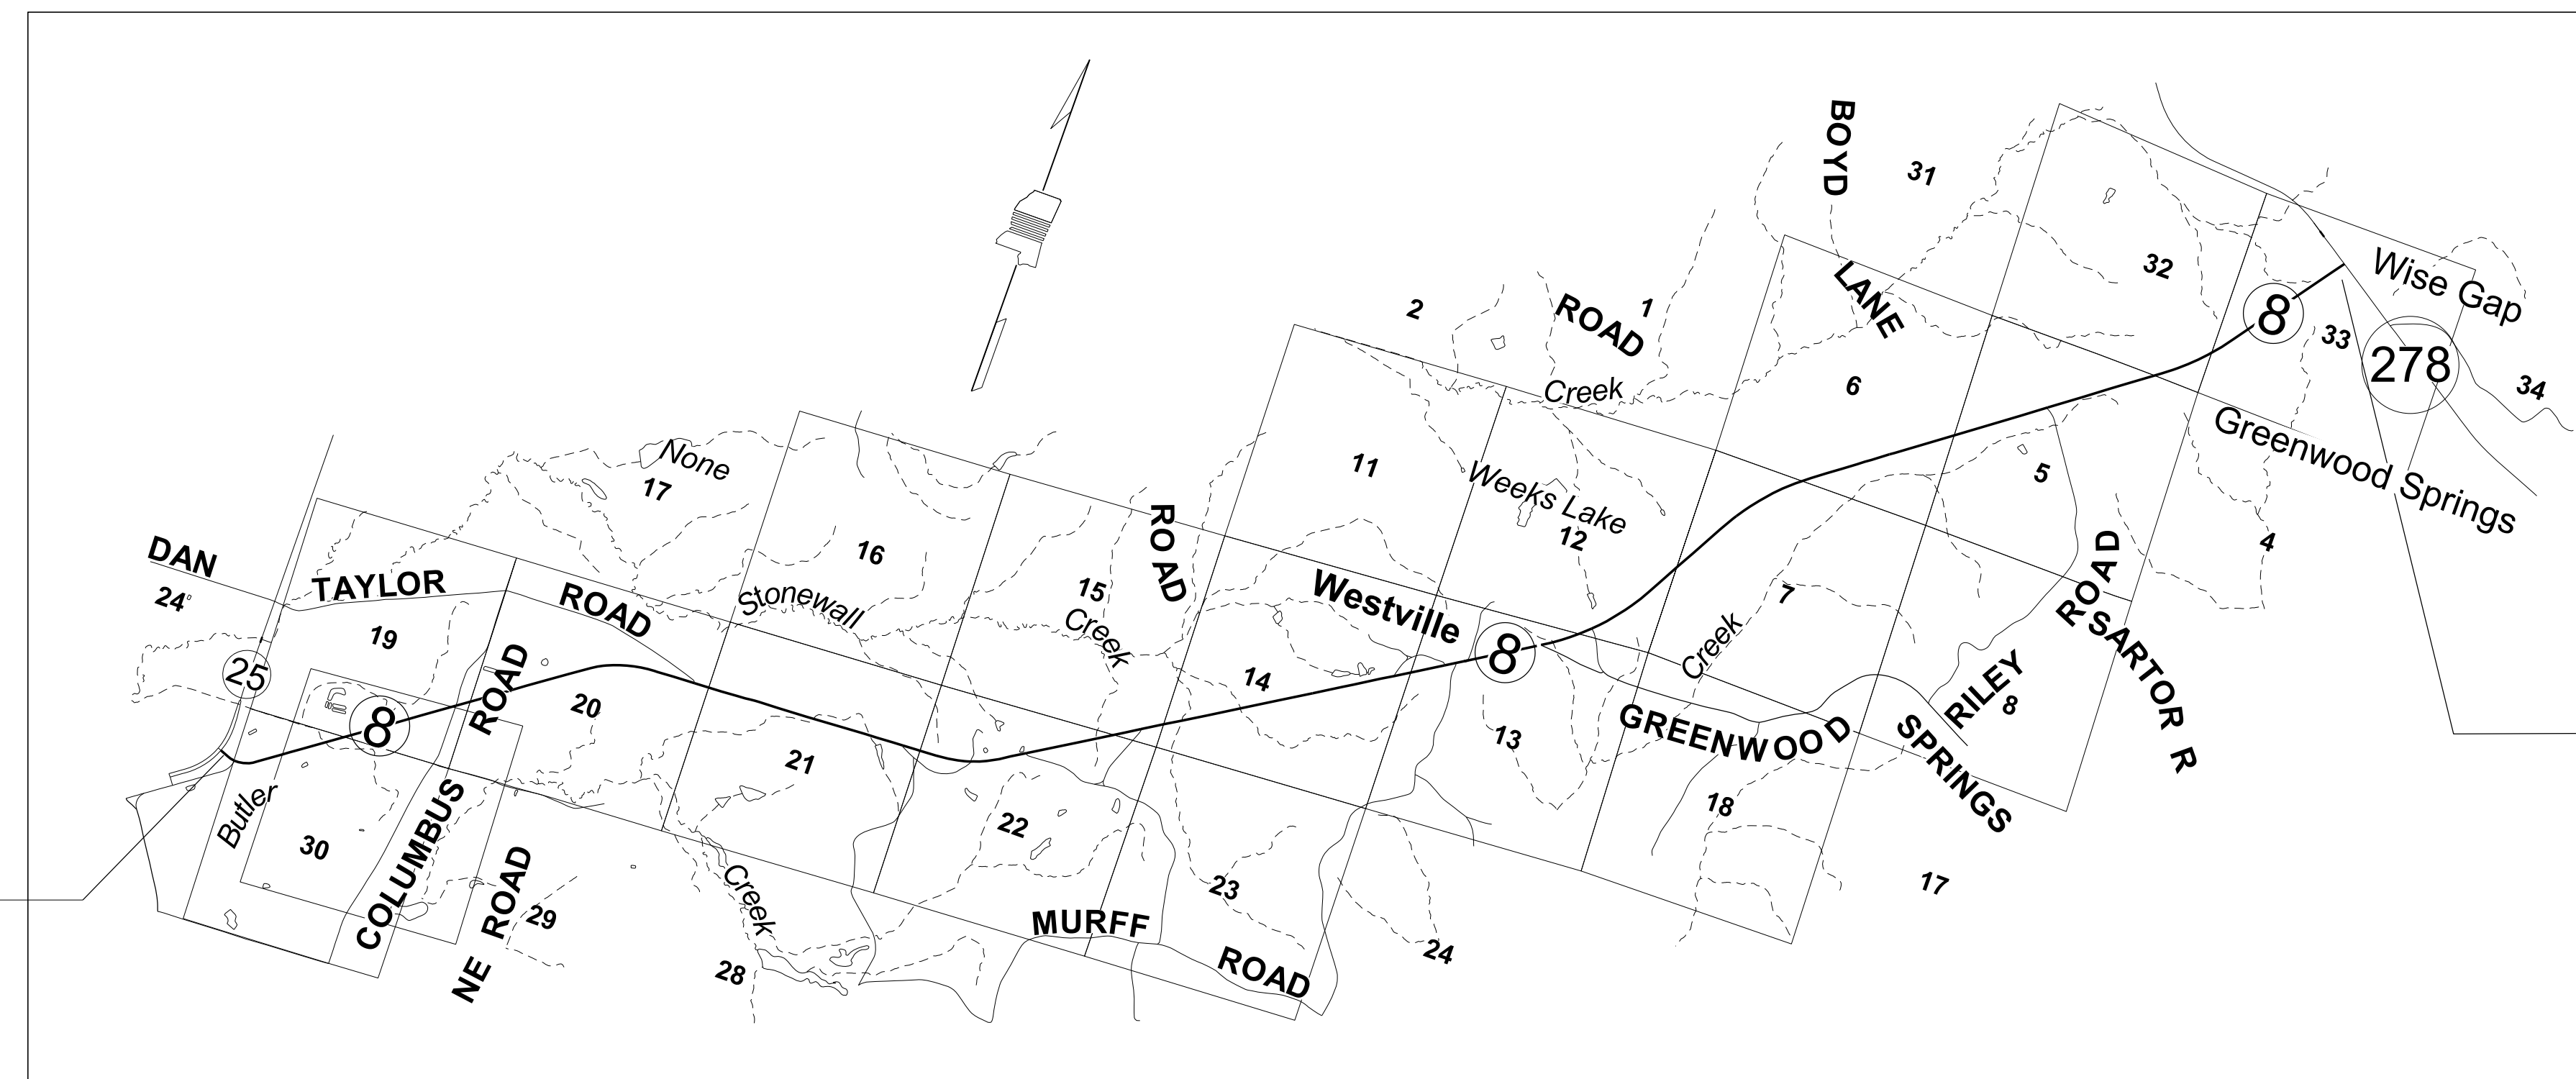 BOYD
LANE
31
32
Wise Gap
8
33
278
34
2
ROAD
1
Creek
6
Greenwood Springs
None
17
11
Weeks Lake
12
5
4
DAN
TAYLOR
ROAD
24
16
Stonewall
15
Creek
ROAD
Westville
8
7
Creek
ROAD
R SARTOR R
19
25
8
ROAD
20
21
14
13
GREENWOOD
SPRINGS
RILEY
8
Butler
30
COLUMBUS
NE ROAD
29
Creek
28
22
23
MURFF
ROAD
24
18
17